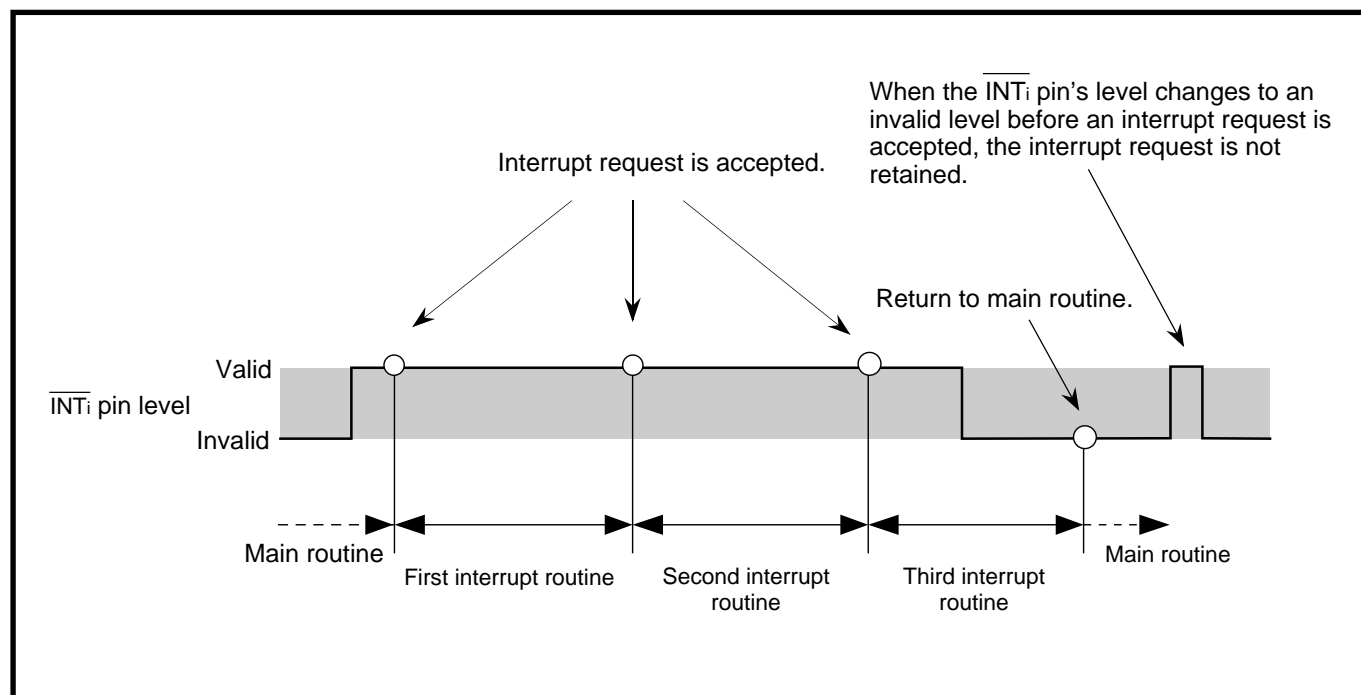 When the INTi pin's level changes to an
invalid level before an interrupt request is
accepted, the interrupt request is not
retained.
Interrupt request is accepted.
Return to main routine.
Valid
INTi pin level
Invalid
Main routine
First interrupt routine
Second interrupt
routine
Third interrupt
routine
Main routine